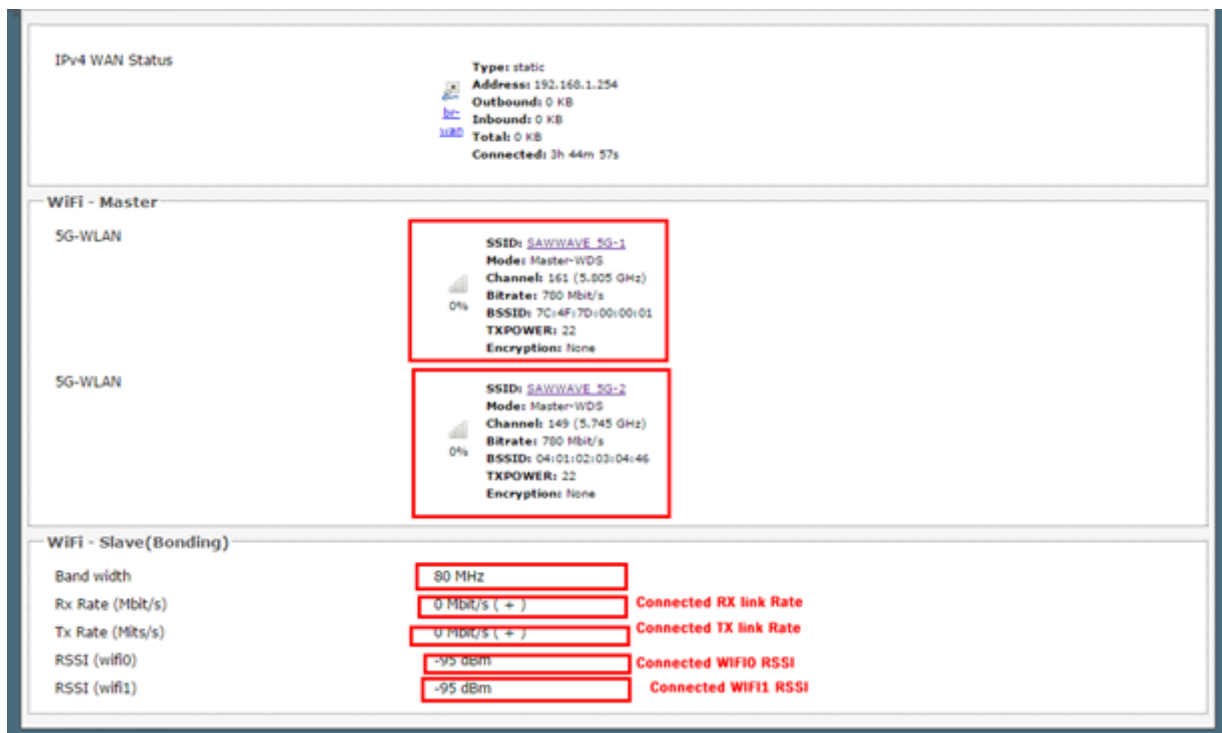 IPv4 WAN Status
Type: static
Address: 192.168.1.254
Outbound: 0 KB
Inbound: 0 KB
Total: 0 KB
Connected: 3h 44m 57s
br-
wan
WiFi - Master
5G-WLAN
SSID: SAWWAVE_5G-1
Mode: Master-WDS
Channel: 161 (5.805 GHz)
Bitrate: 780 Mbit/s
BSSID: 7C:4F:7D:00:00:01
TXPOWER: 22
Encryption: None
0%
5G-WLAN
SSID: SAWWAVE_5G-2
Mode: Master-WDS
Channel: 149 (5.745 GHz)
Bitrate: 780 Mbit/s
BSSID: 04:01:02:03:04:46
TXPOWER: 22
Encryption: None
0%
WiFi - Slave(Bonding)
Band width 80 MHz
Rx Rate (Mbit/s) 0 Mbit/s ( + ) Connected RX link Rate
Tx Rate (Mits/s) 0 Mbit/s ( + ) Connected TX link Rate
RSSI (wifi0) -95 dBm Connected WIFI0 RSSI
RSSI (wifi1) -95 dBm Connected WIFI1 RSSI